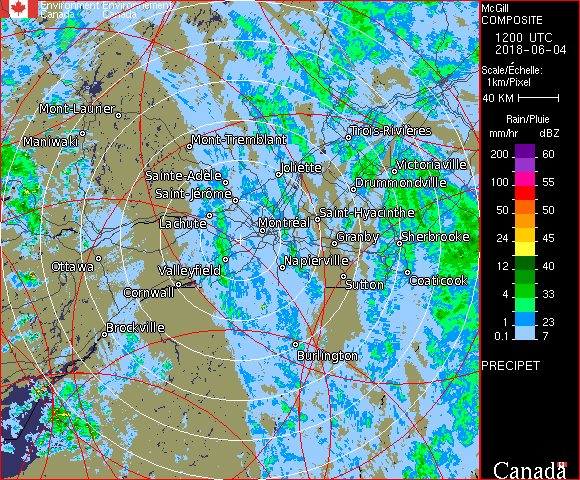 Environment Environnement
Canada Canada
Mont-Laurier
Maniwaki
Mont-Tremblant
Trois-Rivières
Joliette
Victoriaville
Sainte-Adèle
Drummondville
Saint-Jérôme
Lachute
Montréal
Saint-Hyacinthe
Granby
Sherbrooke
Ottawa
Valleyfield
Napierville
Cornwall
Sutton
Coaticook
Brockville
Burlington
McGill
COMPOSITE
1200 UTC
2018-06-04
Scale/Échelle:
1km/Pixel
40 KM
Rain/Pluie
mm/hr dBZ
200 60
100 55
50 50
24 45
12 40
4 33
1 23
0.1 7
PRECIPET
Canada